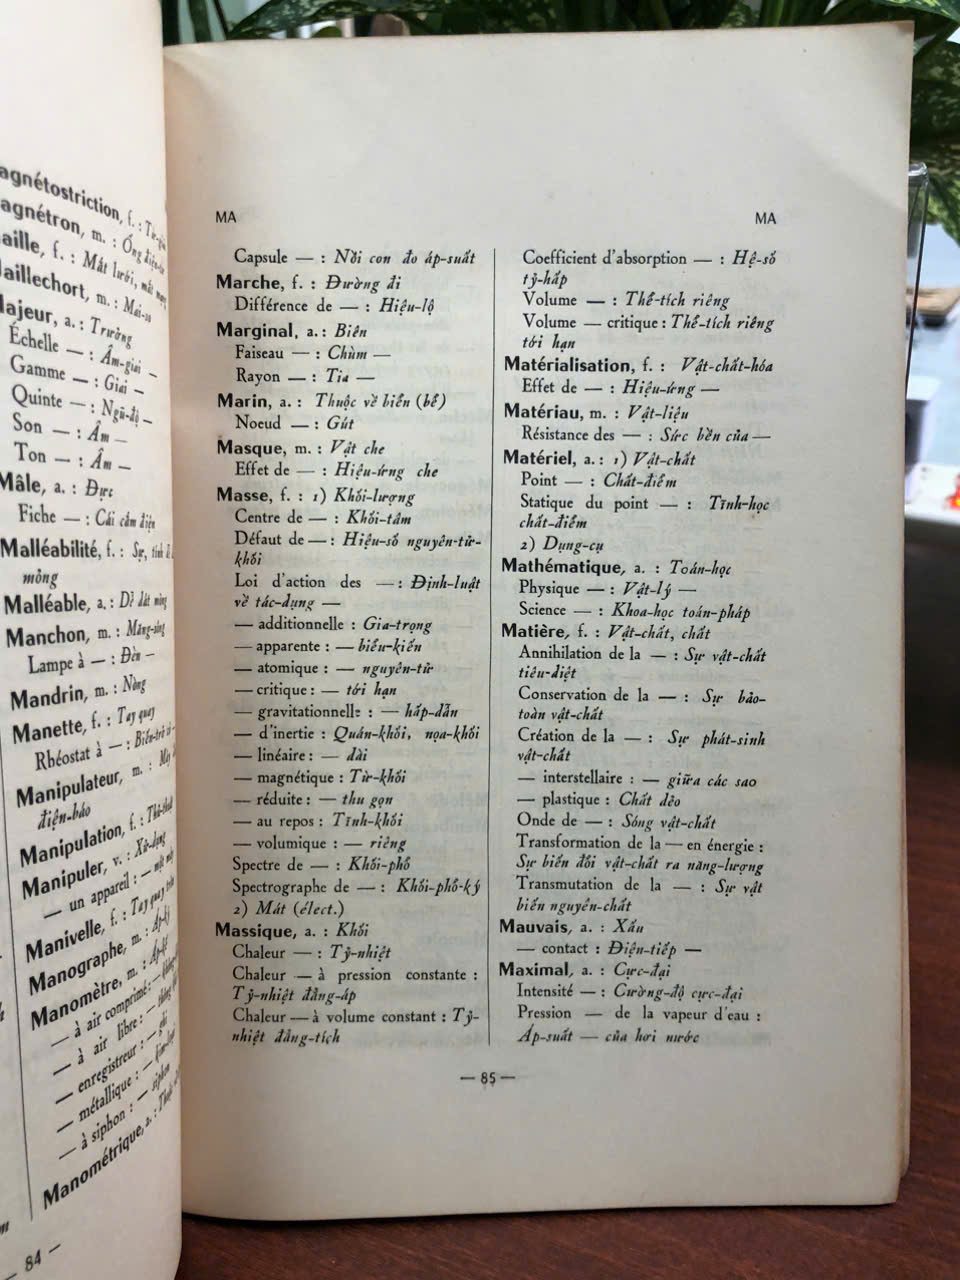 agnétostriction, f. :
agnétron, m. : Ống
aille, f. : Mắt lưới, mắt
aillechort, m. :
ajeur, a. : Trưởng
Échelle — : Âm-giai —
Gamme — : Giai —
Quinte — : Ngũ-độ —
Son — : Âm —
Ton — : Âm —
Mâle, a. : Đực
Fiche — : Cái cắm điện
Malléabilité, f. : Sự, tính
mỏng
Malléable, a. : Dễ dát mỏng
Manchon, m. : Măng-sông
Lampe à — : Đèn —
Mandrin, m. : Nòng
Manette, f. : Tay quay
Rhéostat à — : Biến-trở
Manipulateur, m. :
điện-báo
Manipulation, f. :
Manipuler, v. : Xử-dụng
— un appareil : —
Manivelle, f. : Tay quay
Manographe, m. : Áp-ký
Manomètre, m. : Áp-kế
— à air comprimé : —
— à air libre : —
— enregistreur : — ghi
— métallique : —
— à siphon : — siphon
Manométrique, a. :
— 84 —
MA
Capsule — : Nồi con đo áp-suất
Marche, f. : Đường đi
Différence de — : Hiệu-lộ
Marginal, a. : Biên
Faiseau — : Chùm —
Rayon — : Tia —
Marin, a. : Thuộc về biển (bể)
Noeud — : Gút
Masque, m. : Vật che
Effet de — : Hiệu-ứng che
Masse, f. : 1) Khối-lượng
Centre de — : Khối-tâm
Défaut de — : Hiệu-số nguyên-tử-
khối
Loi d'action des — : Định-luật
về tác-dụng —
— additionnelle : Gia-trọng
— apparente : — biểu-kiến
— atomique : — nguyên-tử
— critique : — tới hạn
— gravitationnelle : — hấp-dẫn
— d'inertie : Quán-khối, nọa-khối
— linéaire : — dài
— magnétique : Từ-khối
— réduite : — thu gọn
— au repos : Tĩnh-khối
— volumique : — riêng
Spectre de — : Khối-phổ
Spectrographe de — : Khối-phổ-ký
2) Mát (élect.)
Massique, a. : Khối
Chaleur — : Tỷ-nhiệt
Chaleur — à pression constante :
Tỷ-nhiệt đẳng-áp
Chaleur — à volume constant : Tỷ-
nhiệt đẳng-tích
MA
Coefficient d'absorption — : Hệ-số
tỷ-hấp
Volume — : Thể-tích riêng
Volume — critique : Thể-tích riêng
tới hạn
Matérialisation, f. : Vật-chất-hóa
Effet de — : Hiệu-ứng —
Matériau, m. : Vật-liệu
Résistance des — : Sức bền của —
Matériel, a. : 1) Vật-chất
Point — : Chất-điểm
Statique du point — : Tĩnh-học
chất-điểm
2) Dụng-cụ
Mathématique, a. : Toán-học
Physique — : Vật-lý —
Science — : Khoa-học toán-pháp
Matière, f. : Vật-chất, chất
Annihilation de la — : Sự vật-chất
tiêu-diệt
Conservation de la — : Sự bảo-
toàn vật-chất
Création de la — : Sự phát-sinh
vật-chất
— interstellaire : — giữa các sao
— plastique : Chất dẻo
Onde de — : Sóng vật-chất
Transformation de la — en énergie :
Sự biến đổi vật-chất ra năng-lượng
Transmutation de la — : Sự vật
biến nguyên-chất
Mauvais, a. : Xấu
— contact : Điện-tiếp —
Maximal, a. : Cực-đại
Intensité — : Cường-độ cực-đại
Pression — de la vapeur d'eau :
Áp-suất — của hơi nước
— 85 —